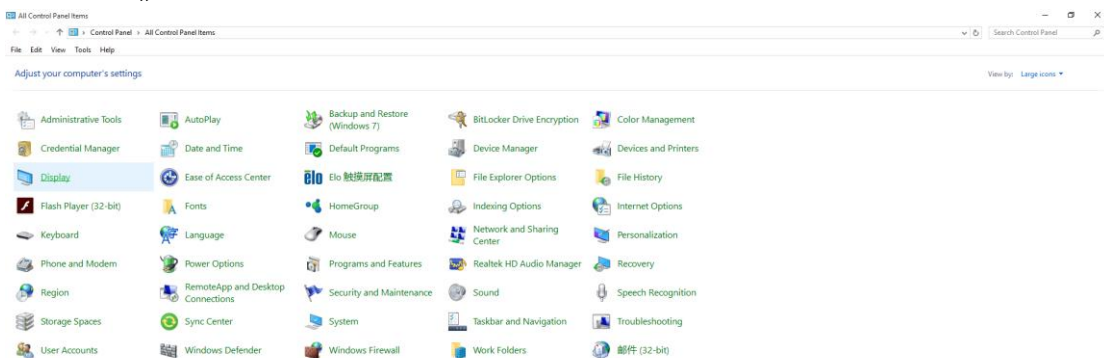 All Control Panel Items
Control Panel > All Control Panel Items
Search Control Panel
File Edit View Tools Help
Adjust your computer's settings
View by: Large icons
Administrative Tools
AutoPlay
Backup and Restore
(Windows 7)
BitLocker Drive Encryption
Color Management
Credential Manager
Date and Time
Default Programs
Device Manager
Devices and Printers
Display
Ease of Access Center
elo Elo 触摸屏配置
File Explorer Options
File History
Flash Player (32-bit)
Fonts
HomeGroup
Indexing Options
Internet Options
Keyboard
Language
Mouse
Network and Sharing
Center
Personalization
Phone and Modem
Power Options
Programs and Features
Realtek HD Audio Manager
Recovery
Region
RemoteApp and Desktop
Connections
Security and Maintenance
Sound
Speech Recognition
Storage Spaces
Sync Center
System
Taskbar and Navigation
Troubleshooting
User Accounts
Windows Defender
Windows Firewall
Work Folders
邮件 (32-bit)